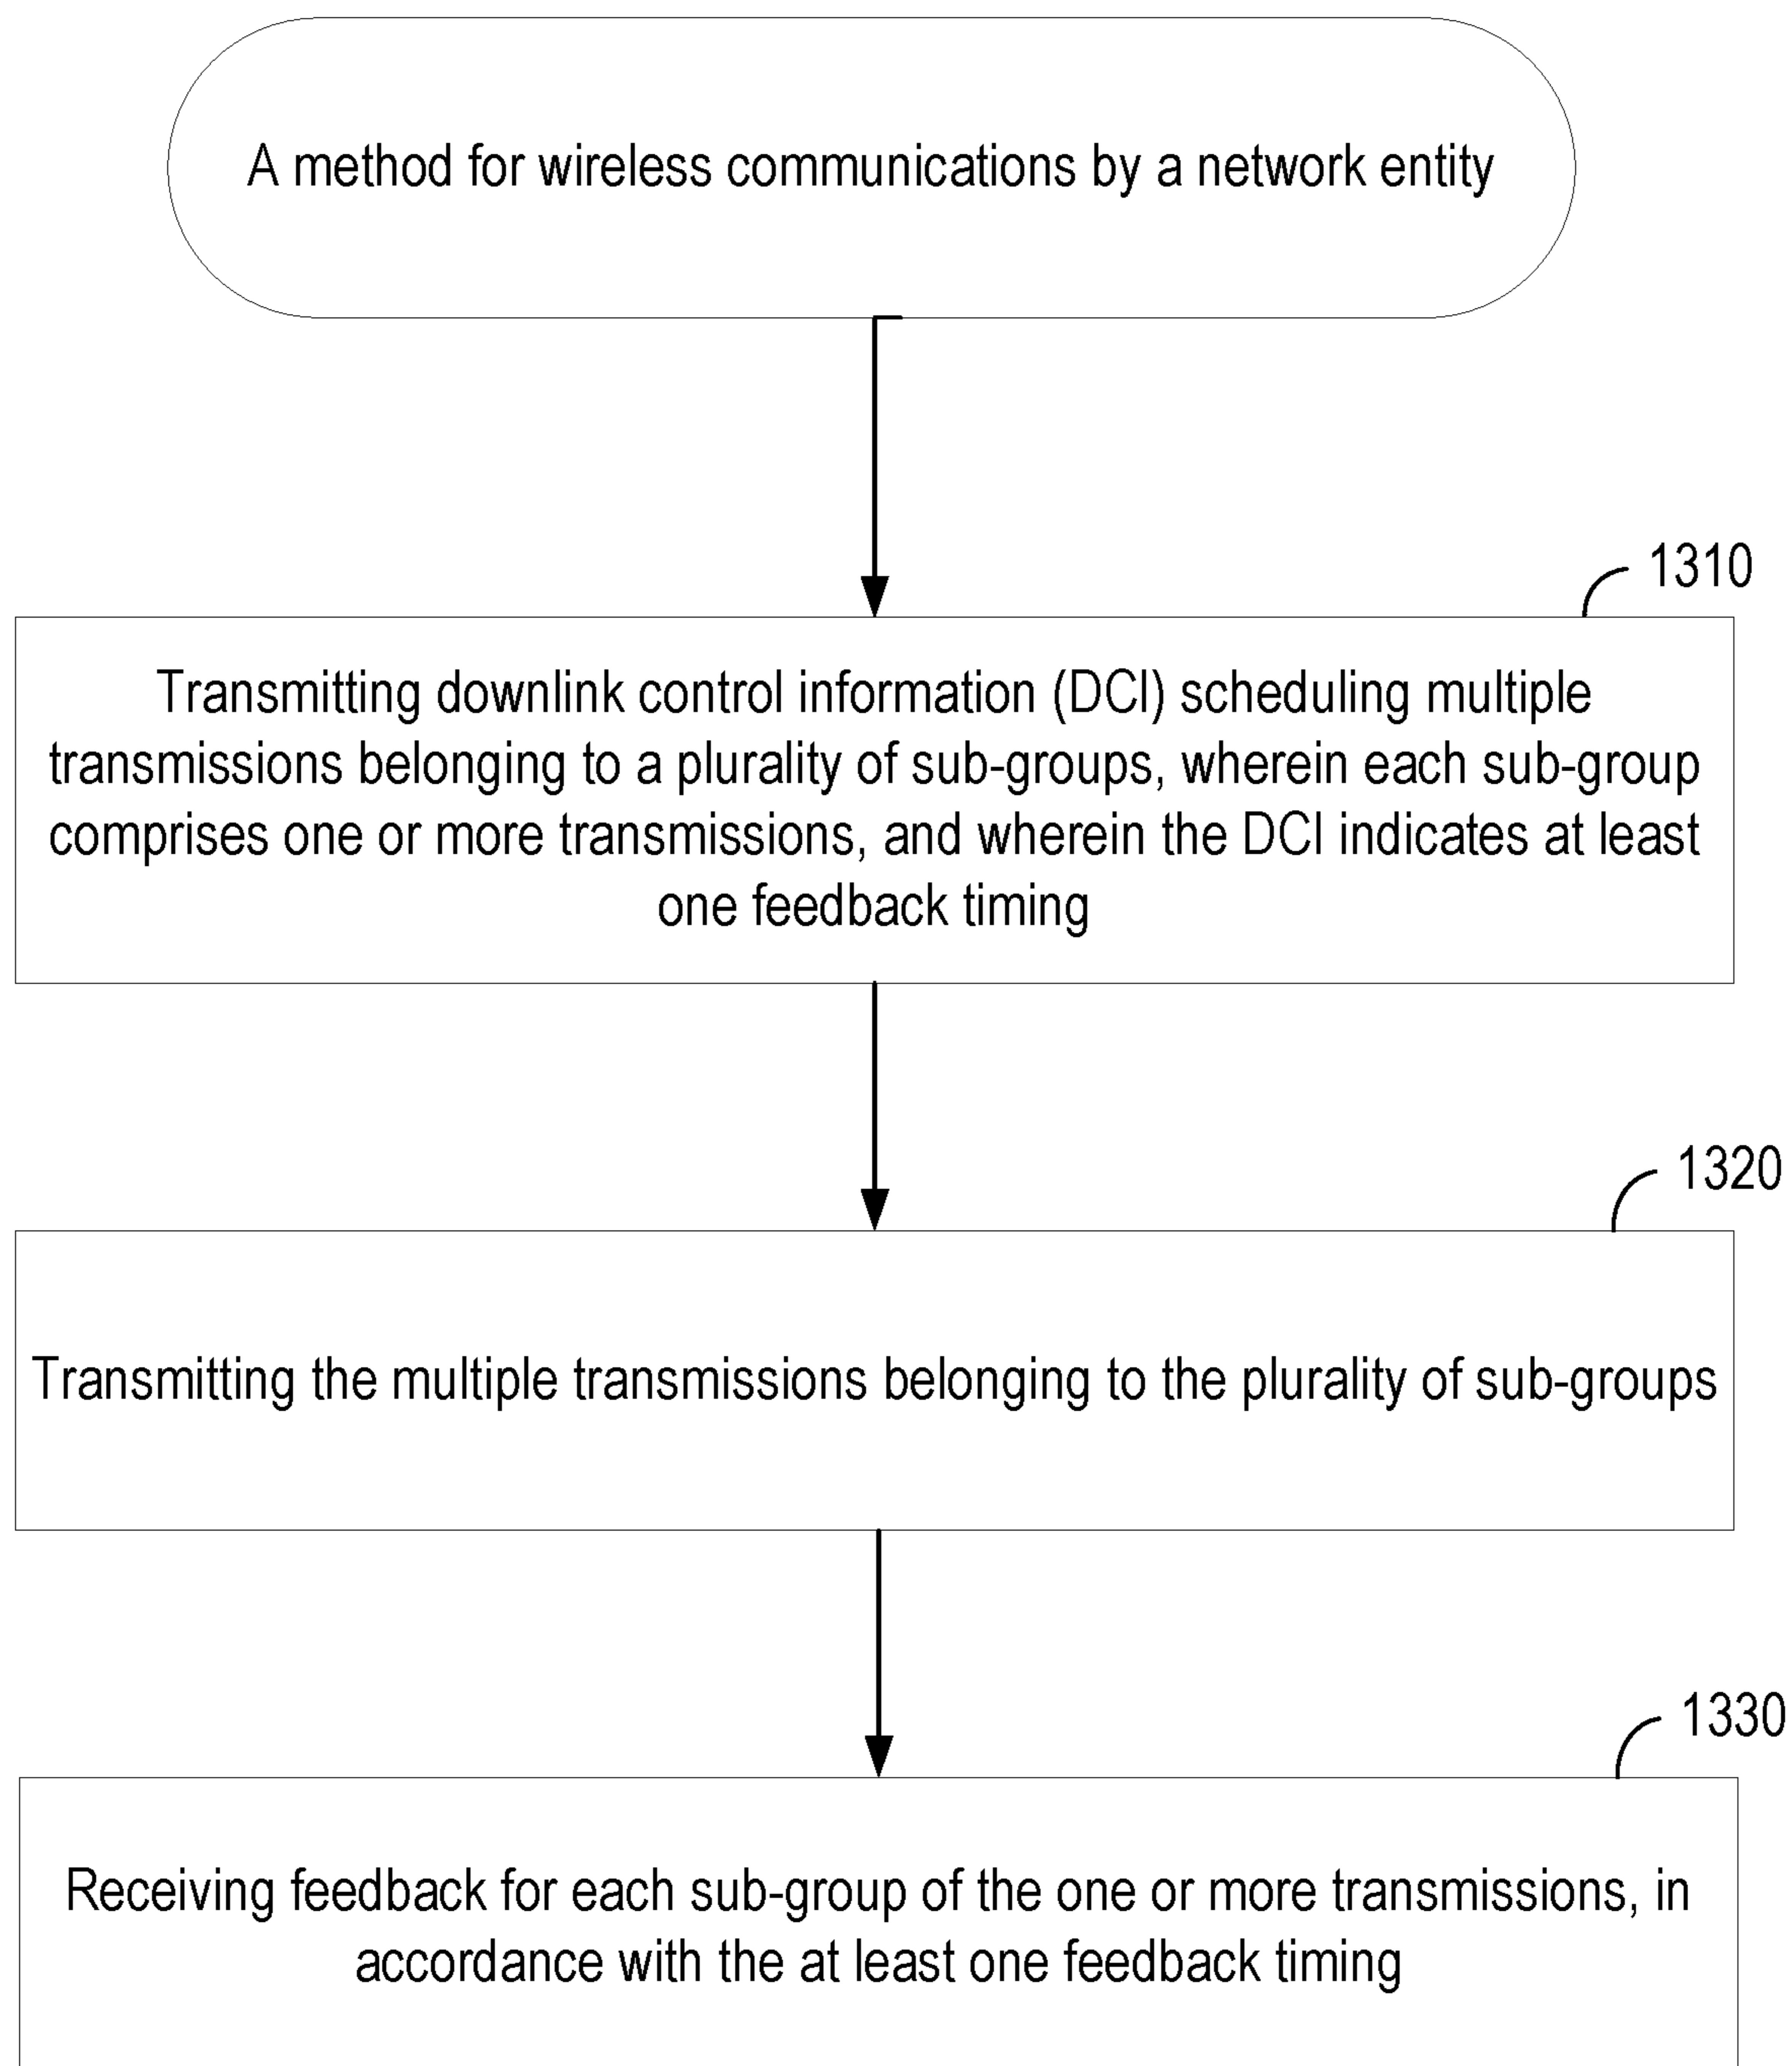 A method for wireless communications by a network entity
1310
Transmitting downlink control information (DCI) scheduling multiple
transmissions belonging to a plurality of sub-groups, wherein each sub-group
comprises one or more transmissions, and wherein the DCI indicates at least
one feedback timing
1320
Transmitting the multiple transmissions belonging to the plurality of sub-groups
1330
Receiving feedback for each sub-group of the one or more transmissions, in
accordance with the at least one feedback timing